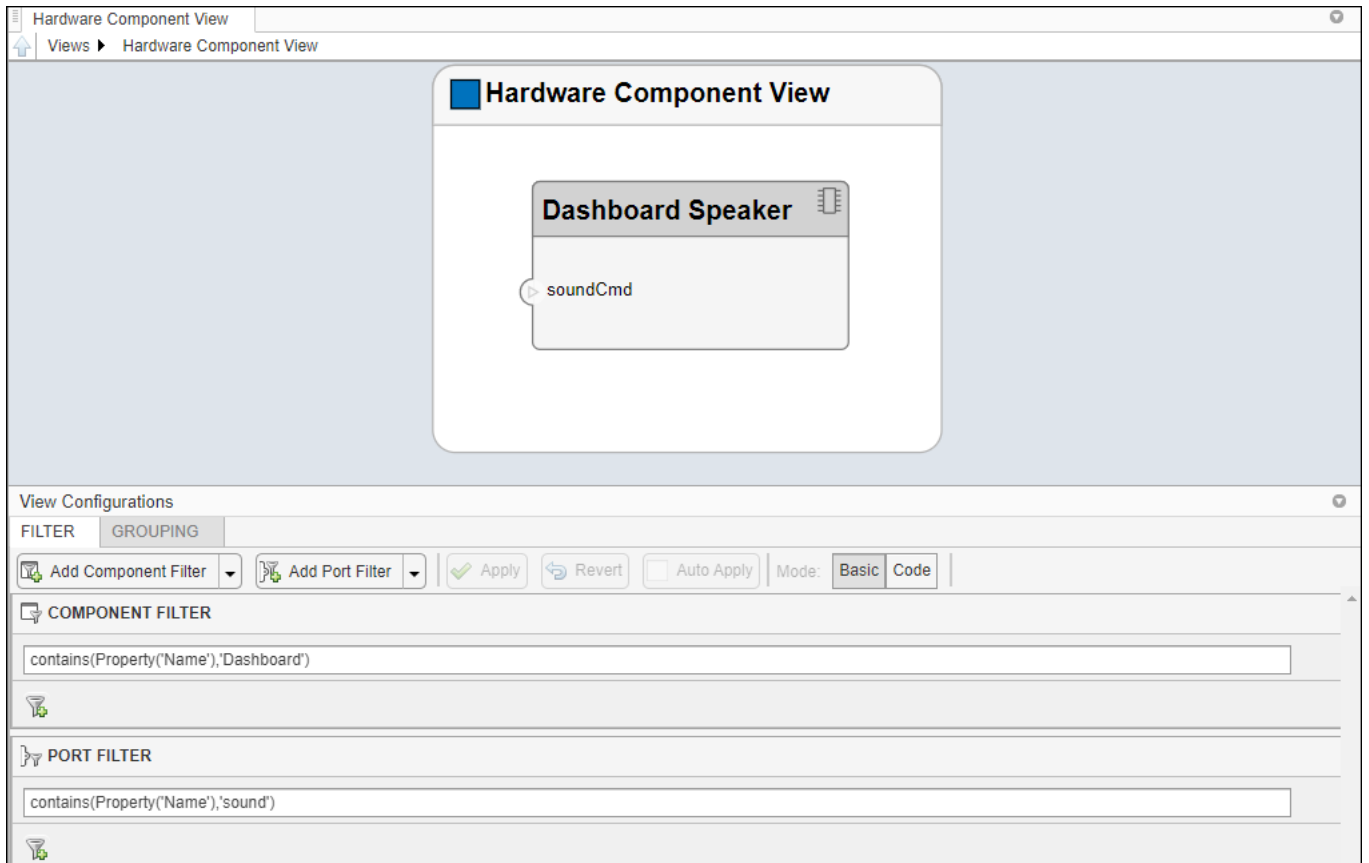 Hardware Component View
Views Hardware Component View
Hardware Component View
Dashboard Speaker
soundCmd
View Configurations
FILTER GROUPING
Add Component Filter Add Port Filter Apply Revert Auto Apply Mode: Basic Code
COMPONENT FILTER
contains(Property('Name'),'Dashboard')
PORT FILTER
contains(Property('Name'),'sound')